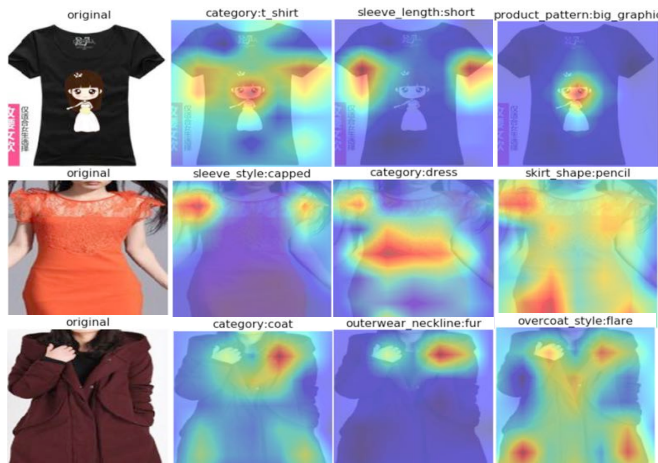 original category:t_shirt sleeve_length:short product_pattern:big_graphic
original sleeve_style:capped category:dress skirt_shape:pencil
original category:coat outerwear_neckline:fur overcoat_style:flare